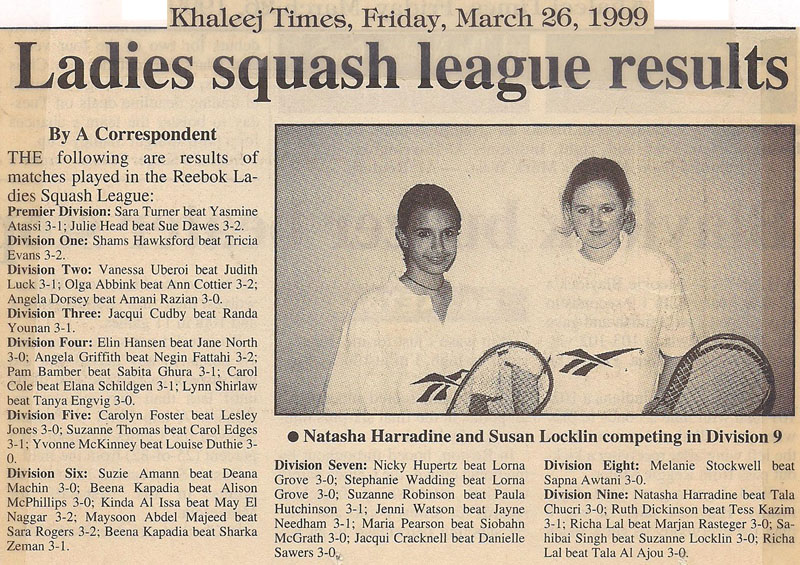 Khaleej Times, Friday, March 26, 1999
Ladies squash league results
By A Correspondent
THE following are results of
matches played in the Reebok La-
dies Squash League:
Premier Division: Sara Turner beat Yasmine
Atassi 3-1; Julie Head beat Sue Dawes 3-2.
Division One: Shams Hawksford beat Tricia
Evans 3-2.
Division Two: Vanessa Uberoi beat Judith
Luck 3-1; Olga Abbink beat Ann Cottier 3-2;
Angela Dorsey beat Amani Razian 3-0.
Division Three: Jacqui Cudby beat Randa
Younan 3-1.
Division Four: Elin Hansen beat Jane North
3-0; Angela Griffith beat Negin Fattahi 3-2;
Pam Bamber beat Sabita Ghura 3-1; Carol
Cole beat Elana Schildgen 3-1; Lynn Shirlaw
beat Tanya Engvig 3-0.
Division Five: Carolyn Foster beat Lesley
Jones 3-0; Suzanne Thomas beat Carol Edges
3-1; Yvonne McKinney beat Louise Duthie 3-
0.
Division Six: Suzie Amann beat Deana
Machin 3-0; Beena Kapadia beat Alison
McPhillips 3-0; Kinda Al Issa beat May El
Naggar 3-2; Maysoon Abdel Majeed beat
Sara Rogers 3-2; Beena Kapadia beat Sharka
Zeman 3-1.
● Natasha Harradine and Susan Locklin competing in Division 9
Division Seven: Nicky Hupertz beat Lorna
Grove 3-0; Stephanie Wadding beat Lorna
Grove 3-0; Suzanne Robinson beat Paula
Hutchinson 3-1; Jenni Watson beat Jayne
Needham 3-1; Maria Pearson beat Siobahn
McGrath 3-0; Jacqui Cracknell beat Danielle
Sawers 3-0.
Division Eight: Melanie Stockwell beat
Sapna Awtani 3-0.
Division Nine: Natasha Harradine beat Tala
Chucri 3-0; Ruth Dickinson beat Tess Kazim
3-1; Richa Lal beat Marjan Rasteger 3-0; Sa-
hibai Singh beat Suzanne Locklin 3-0; Richa
Lal beat Tala Al Ajou 3-0.